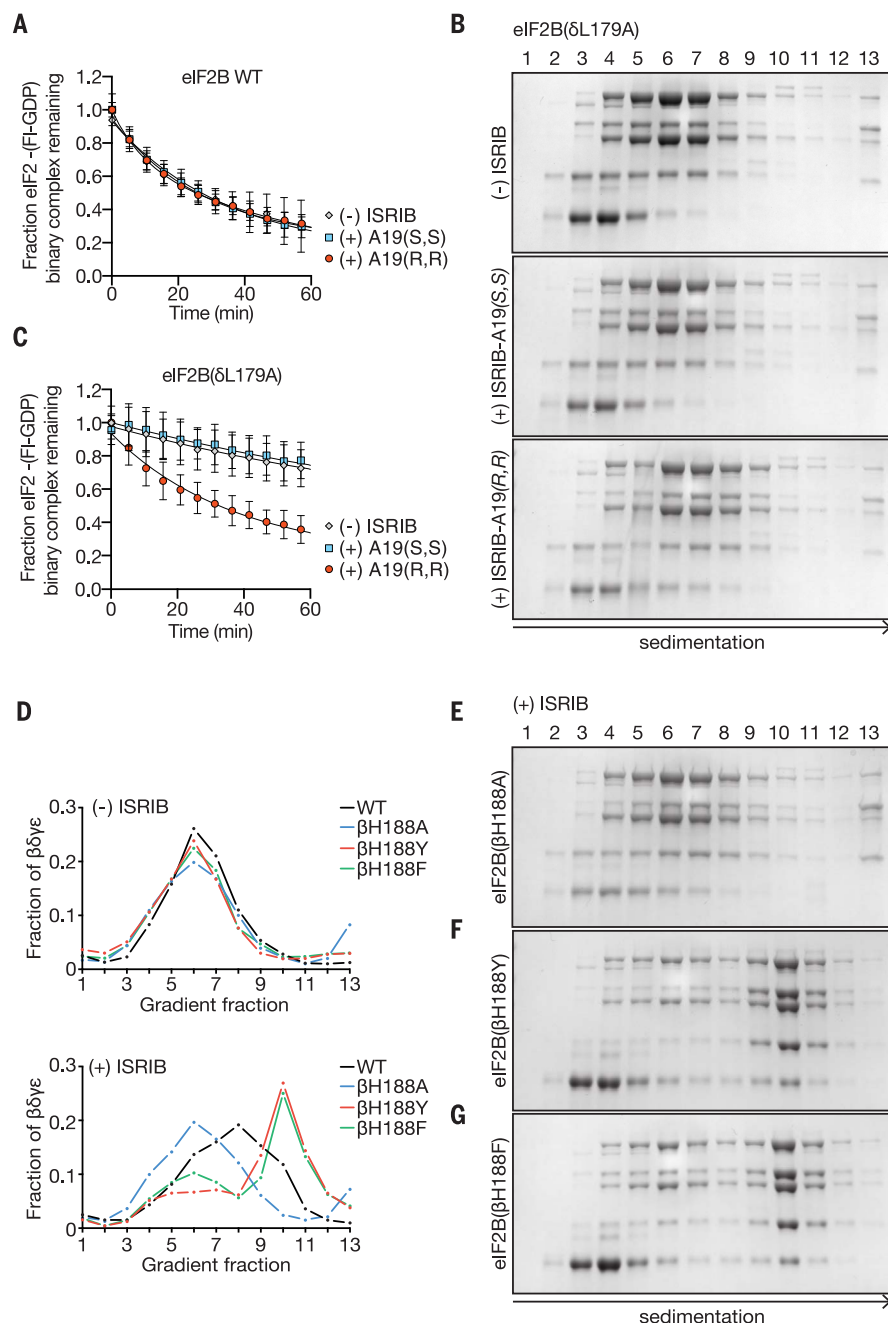 A
eIF2B WT
Fraction eIF2 -(Fl-GDP)
binary complex remaining
1.2
1.0
0.8
0.6
0.4
0.2
0.0
0 20 40 60
Time (min)
(-) ISRIB
(+) A19(S,S)
(+) A19(R,R)
B
eIF2B(δL179A)
1 2 3 4 5 6 7 8 9 10 11 12 13
(-) ISRIB
(+) ISRIB-A19(S,S)
(+) ISRIB-A19(R,R)
sedimentation
C
eIF2B(δL179A)
Fraction eIF2 -(Fl-GDP)
binary complex remaining
1.2
1.0
0.8
0.6
0.4
0.2
0.0
0 20 40 60
Time (min)
(-) ISRIB
(+) A19(S,S)
(+) A19(R,R)
D
(-) ISRIB
Fraction of βδγε
0.3
0.2
0.1
0
1 3 5 7 9 11 13
Gradient fraction
WT
βH188A
βH188Y
βH188F
(+) ISRIB
Fraction of βδγε
0.3
0.2
0.1
0
1 3 5 7 9 11 13
Gradient fraction
WT
βH188A
βH188Y
βH188F
E
(+) ISRIB
1 2 3 4 5 6 7 8 9 10 11 12 13
eIF2B(βH188A)
F
eIF2B(βH188Y)
G
eIF2B(βH188F)
sedimentation